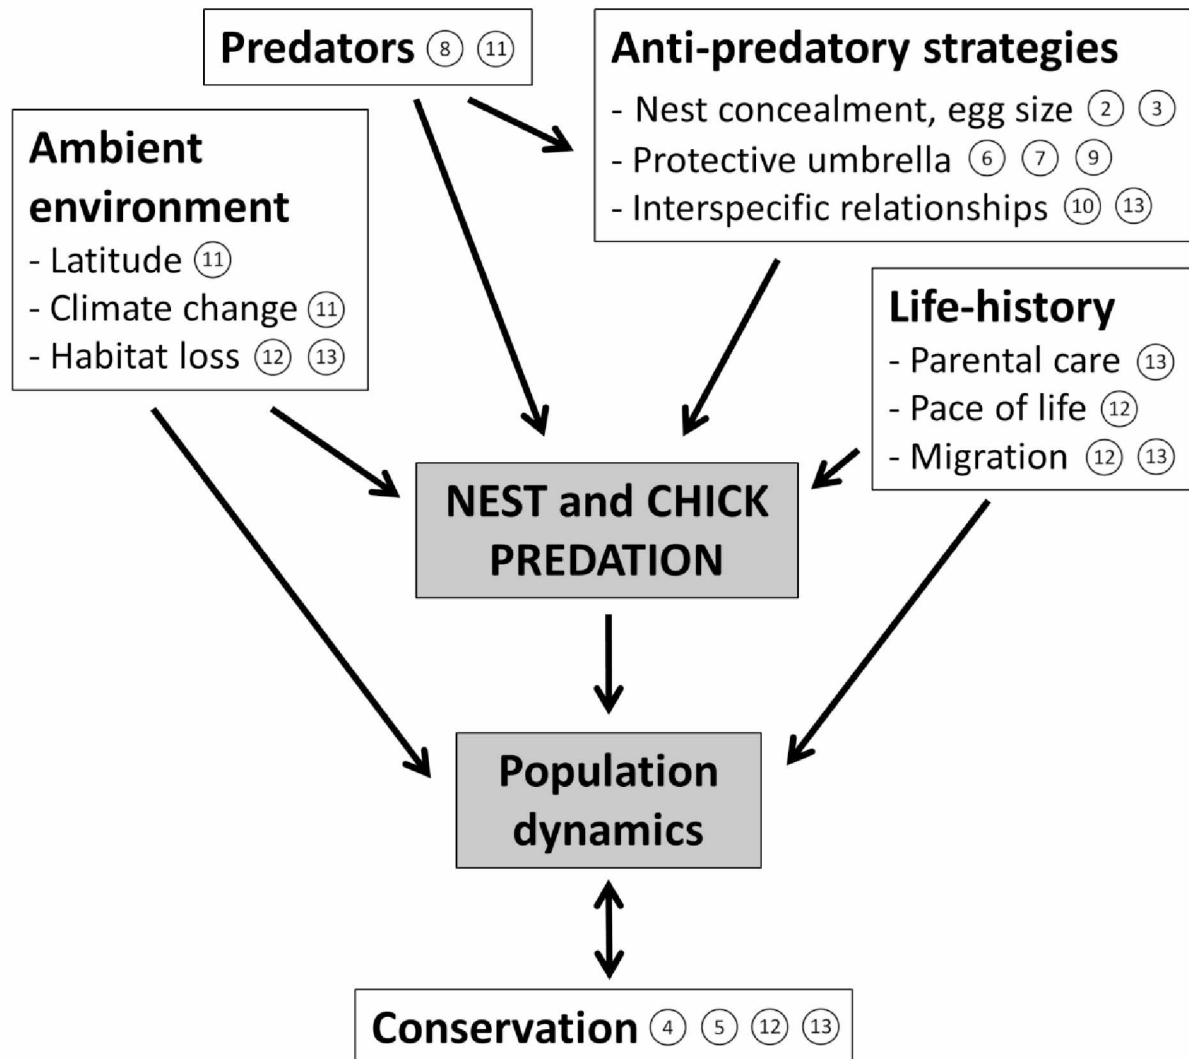 Predators 8 11
Anti-predatory strategies
- Nest concealment, egg size 2 3
- Protective umbrella 6 7 9
- Interspecific relationships 10 13
Ambient
environment
- Latitude 11
- Climate change 11
- Habitat loss 12 13
Life-history
- Parental care 13
- Pace of life 12
- Migration 12 13
NEST and CHICK
PREDATION
Population
dynamics
Conservation 4 5 12 13